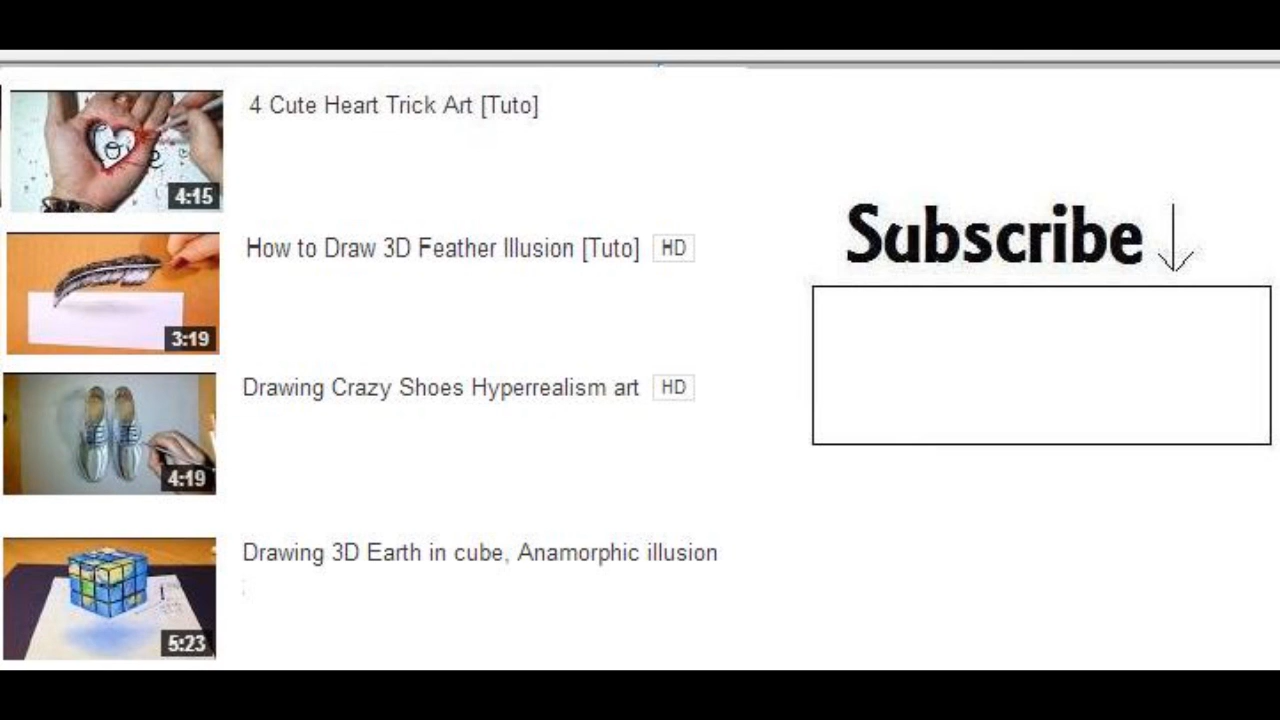 4 Cute Heart Trick Art [Tuto]
4:15
How to Draw 3D Feather Illusion [Tuto] HD
3:19
Drawing Crazy Shoes Hyperrealism art HD
4:19
Drawing 3D Earth in cube, Anamorphic illusion
5:23
Subscribe